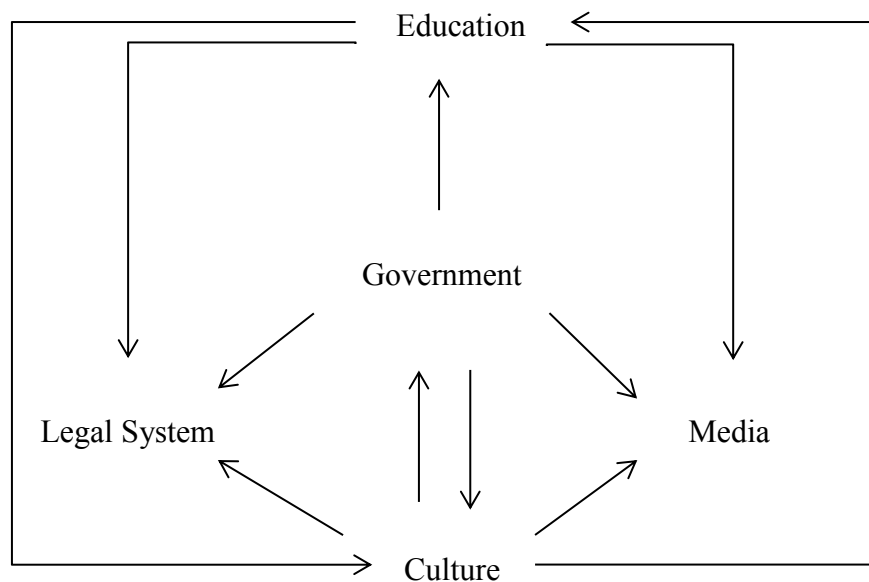 Education
Government
Legal System
Media
Culture